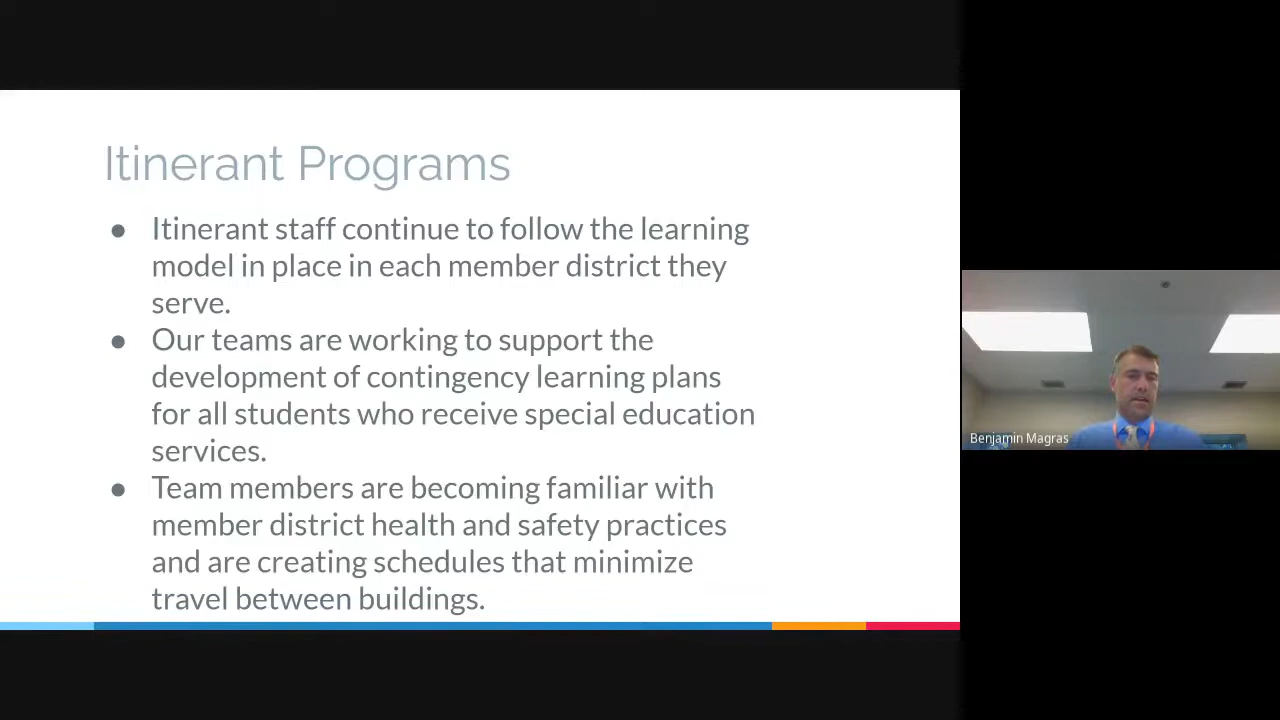 Itinerant Programs
● Itinerant staff continue to follow the learning
model in place in each member district they
serve.
● Our teams are working to support the
development of contingency learning plans
for all students who receive special education
services.
● Team members are becoming familiar with
member district health and safety practices
and are creating schedules that minimize
travel between buildings.
Benjamin Magras